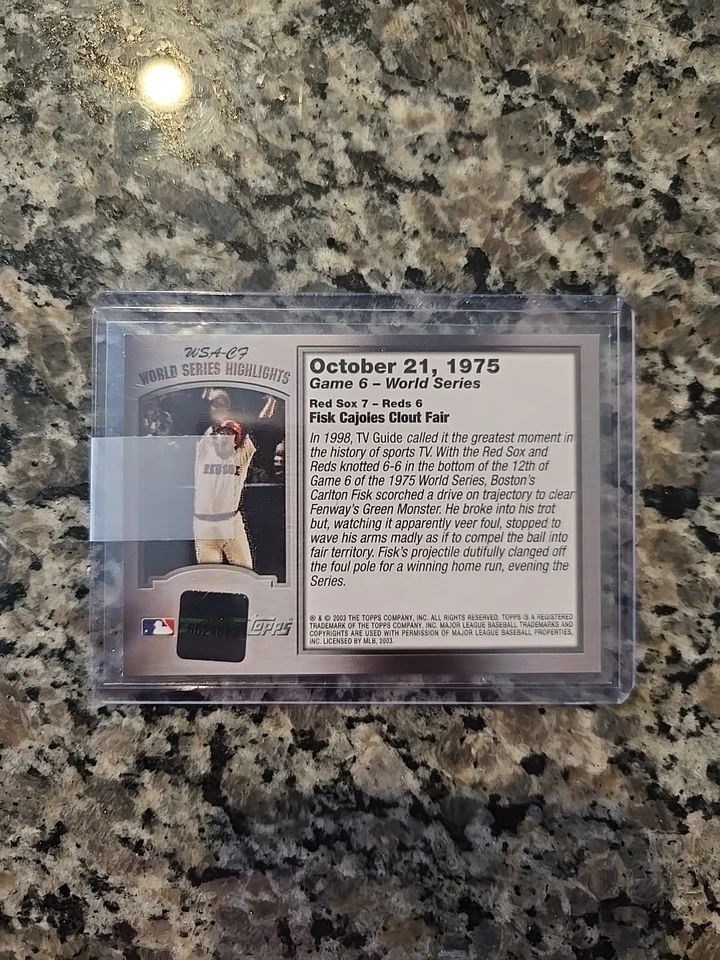 WSA-CF
WORLD SERIES HIGHLIGHTS
Topps
October 21, 1975
Game 6 – World Series
Red Sox 7 – Reds 6
Fisk Cajoles Clout Fair
In 1998, TV Guide called it the greatest moment in
the history of sports TV. With the Red Sox and
Reds knotted 6-6 in the bottom of the 12th of
Game 6 of the 1975 World Series, Boston's
Carlton Fisk scorched a drive on trajectory to clear
Fenway's Green Monster. He broke into his trot
but, watching it apparently veer foul, stopped to
wave his arms madly as if to compel the ball into
fair territory. Fisk's projectile dutifully clanged off
the foul pole for a winning home run, evening the
Series.
® & © 2003 THE TOPPS COMPANY, INC. ALL RIGHTS RESERVED. TOPPS IS A REGISTERED
TRADEMARK OF THE TOPPS COMPANY, INC. MAJOR LEAGUE BASEBALL TRADEMARKS AND
COPYRIGHTS ARE USED WITH PERMISSION OF MAJOR LEAGUE BASEBALL PROPERTIES,
INC. LICENSED BY MLB, 2003.